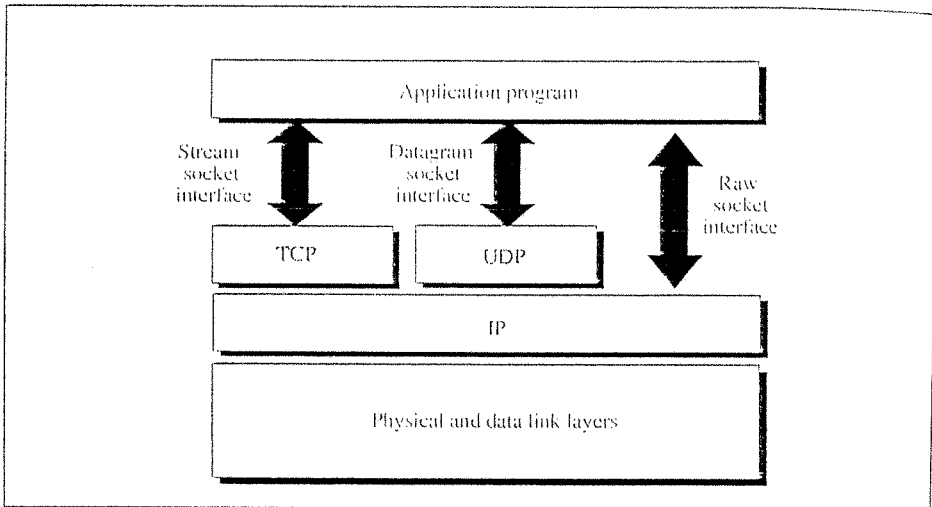 Application program
Stream
socket
interface
Datagram
socket
interface
Raw
socket
interface
TCP
UDP
IP
Physical and data link layers